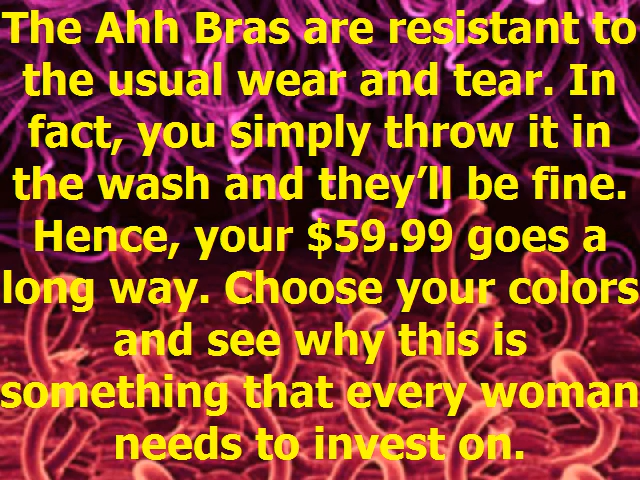 The Ahh Bras are resistant to
the usual wear and tear. In
fact, you simply throw it in
the wash and they’ll be fine.
Hence, your $59.99 goes a
long way. Choose your colors
and see why this is
something that every woman
needs to invest on.